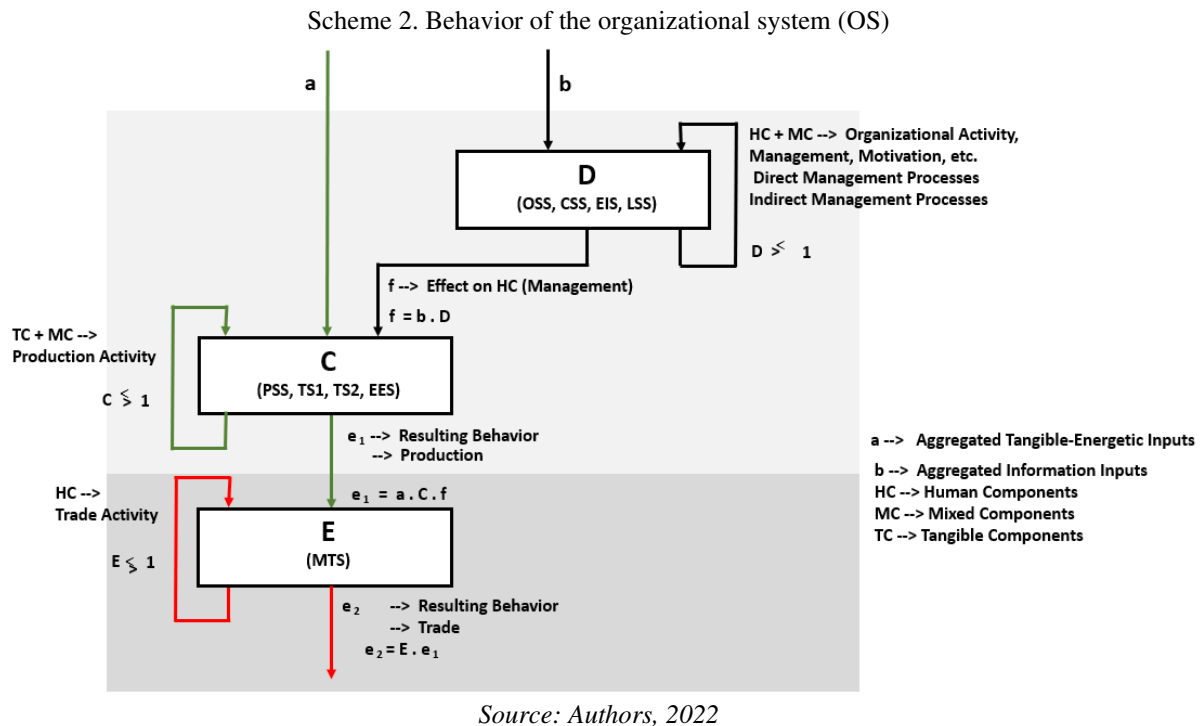 Scheme 2. Behavior of the organizational system (OS)
a
b
D
(OSS, CSS, EIS, LSS)
HC + MC --> Organizational Activity,
Management, Motivation, etc.
Direct Management Processes
Indirect Management Processes
D ≶ 1
f --> Effect on HC (Management)
f = b . D
TC + MC -->
Production Activity
C ≶ 1
C
(PSS, TS1, TS2, EES)
e₁ --> Resulting Behavior
--> Production
e₁ = a . C . f
HC -->
Trade Activity
E ≶ 1
E
(MTS)
e₂ --> Resulting Behavior
--> Trade
e₂ = E . e₁
a --> Aggregated Tangible-Energetic Inputs
b --> Aggregated Information Inputs
HC --> Human Components
MC --> Mixed Components
TC --> Tangible Components
Source: Authors, 2022